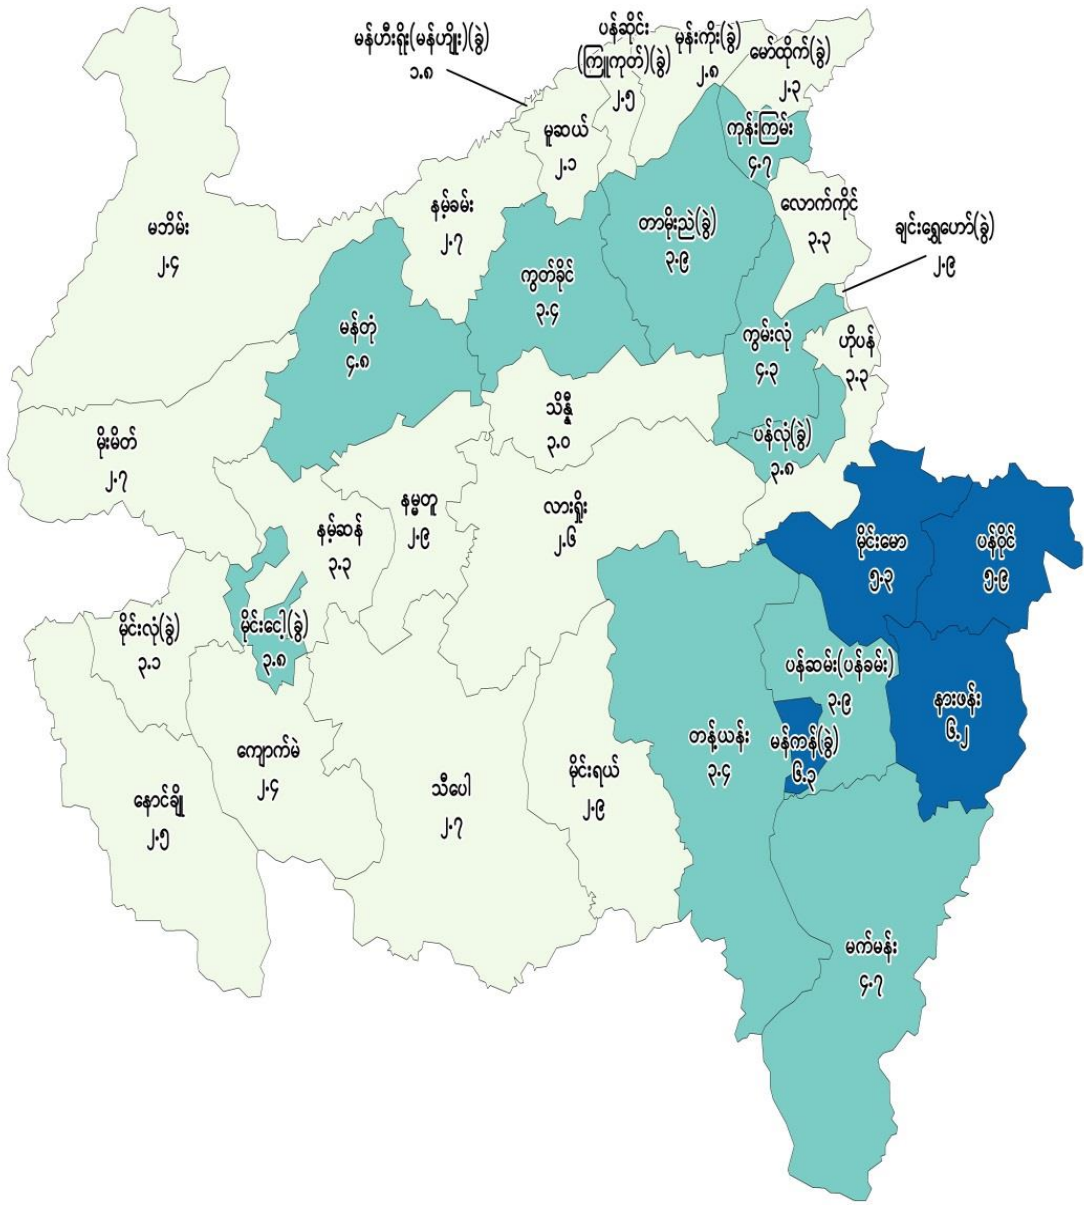 မန်ဟီးရိုး(မန်ဟျိုး)(ခွဲ)
၁.၈
ပန်ဆိုင်း
(ကြူကုတ်)(ခွဲ)
၂.၅
မုန်းကိုး(ခွဲ)
၂.၈
မော်ထိုက်(ခွဲ)
၂.၃
မူဆယ်
၂.၁
ကုန်းကြမ်း
၄.၇
မဘိမ်း
၂.၄
နမ့်ခမ်း
၂.၇
တာမိုးညဲ(ခွဲ)
၃.၉
လောက်ကိုင်
၃.၃
ချင်းရွှေဟော်(ခွဲ)
၂.၉
ကွတ်ခိုင်
၃.၄
မန်တုံ
၄.၈
ကွမ်းလုံ
၄.၃
ဟိုပန်
၃.၃
သိန္နီ
၃.၀
မိုးမိတ်
၂.၇
ပန်လုံ(ခွဲ)
၃.၈
နမ္မတူ
၂.၉
လားရှိုး
၂.၆
နမ့်ဆန်
၃.၃
မိုင်းမော
၅.၃
ပန်ဝိုင်
၅.၉
မိုင်းလုံ(ခွဲ)
၃.၁
မိုင်းငေါ့(ခွဲ)
၃.၈
ပန်ဆမ်း(ပန်ခမ်း)
၃.၉
နားဖန်း
၆.၂
ကျောက်မဲ
၂.၄
တန့်ယန်း
၃.၄
မန်ကန်(ခွဲ)
၆.၃
နောင်ချို
၂.၅
သီပေါ
၂.၇
မိုင်းရယ်
၂.၉
မက်မန်း
၄.၇